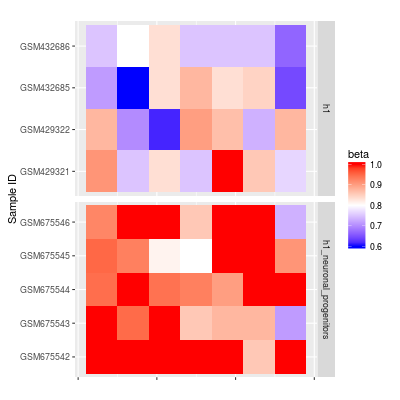 GSM432686
GSM432685
GSM429322
GSM429321
h1
GSM675546
GSM675545
GSM675544
GSM675543
GSM675542
h1_neuronal_progenitors
Sample ID
beta
1.0
0.9
0.8
0.7
0.6